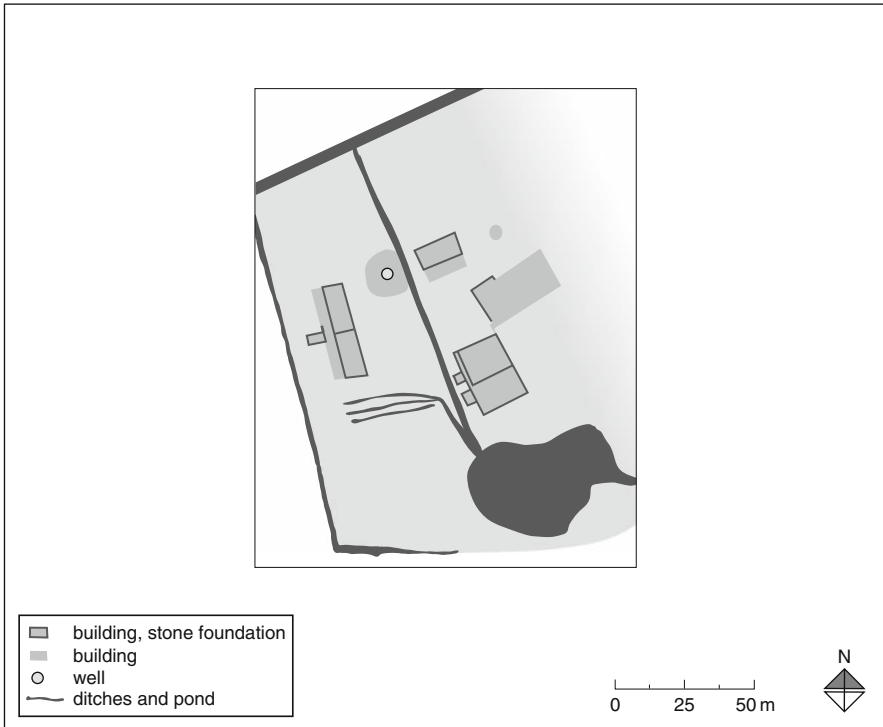 building, stone foundation
building
well
ditches and pond
0 25 50 m
N